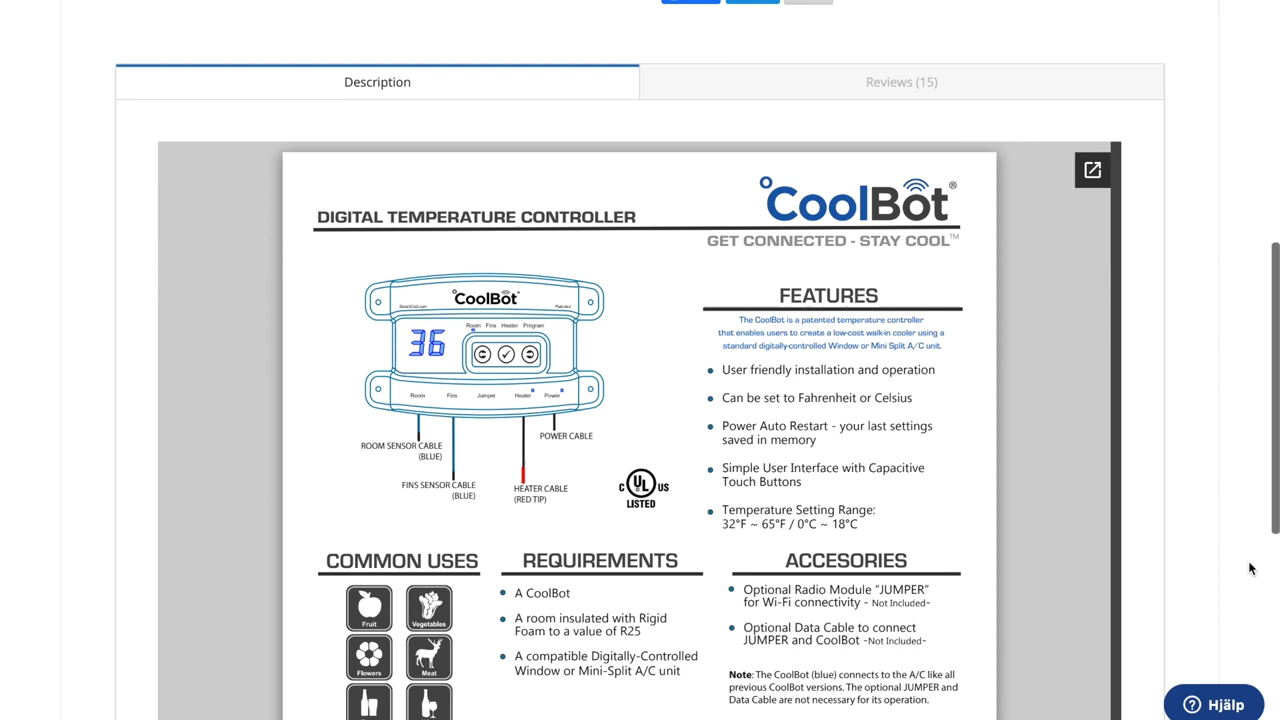 Description
Reviews (15)
DIGITAL TEMPERATURE CONTROLLER
CoolBot®
GET CONNECTED - STAY COOL™
CoolBot
Patented
Room Fins Heater Program
36
Room Fins Jumper Heater Power
ROOM SENSOR CABLE
(BLUE)
POWER CABLE
FINS SENSOR CABLE
(BLUE)
HEATER CABLE
(RED TIP)
C UL US
LISTED
FEATURES
The CoolBot is a patented temperature controller
that enables users to create a low-cost walk-in cooler using a
standard digitally-controlled Window or Mini Split A/C unit.
User friendly installation and operation
Can be set to Fahrenheit or Celsius
Power Auto Restart - your last settings
saved in memory
Simple User Interface with Capacitive
Touch Buttons
Temperature Setting Range:
32°F ~ 65°F / 0°C ~ 18°C
COMMON USES
Fruit
Vegetables
Flowers
Meat
REQUIREMENTS
A CoolBot
A room insulated with Rigid
Foam to a value of R25
A compatible Digitally-Controlled
Window or Mini-Split A/C unit
ACCESORIES
Optional Radio Module “JUMPER”
for Wi-Fi connectivity - Not Included-
Optional Data Cable to connect
JUMPER and CoolBot -Not Included-
Note: The CoolBot (blue) connects to the A/C like all
previous CoolBot versions. The optional JUMPER and
Data Cable are not necessary for its operation.
Hjälp